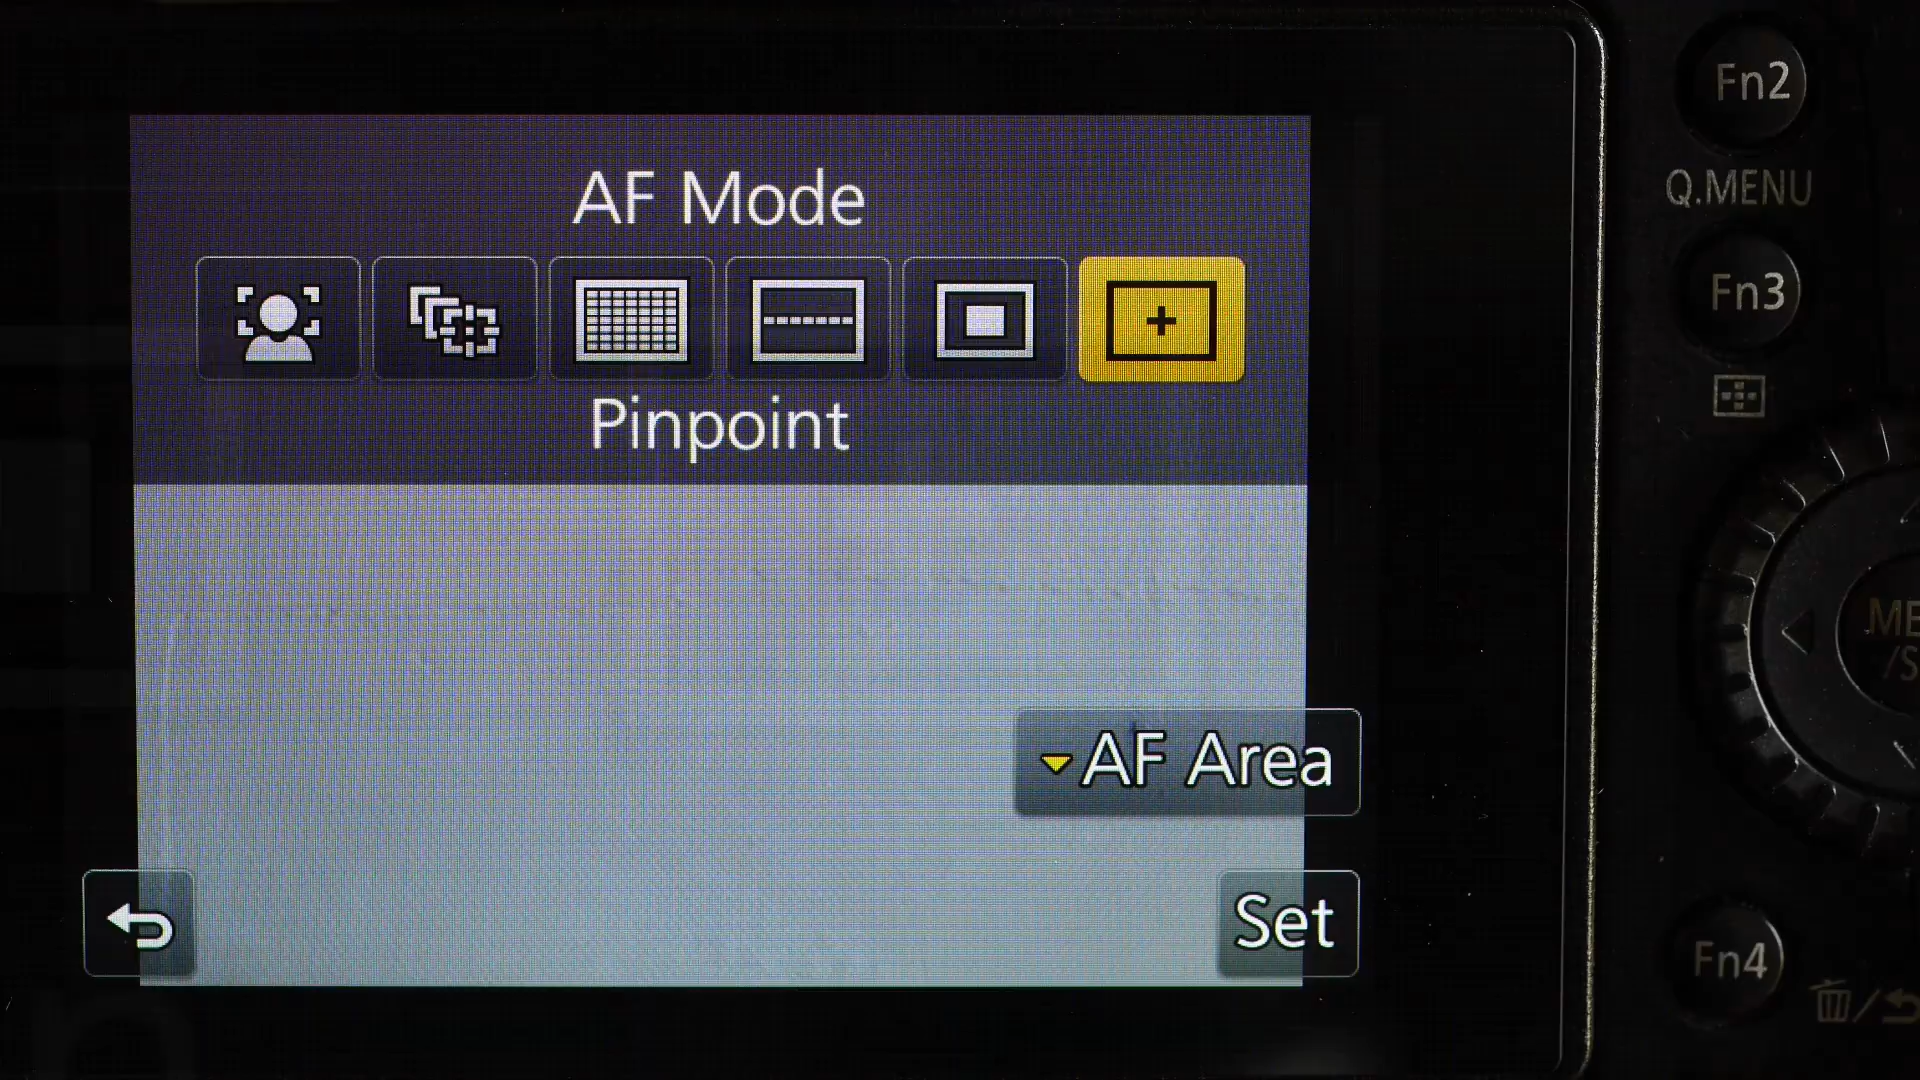 AF Mode
Pinpoint
AF Area
Set
Fn2
Q.MENU
Fn3
Fn4